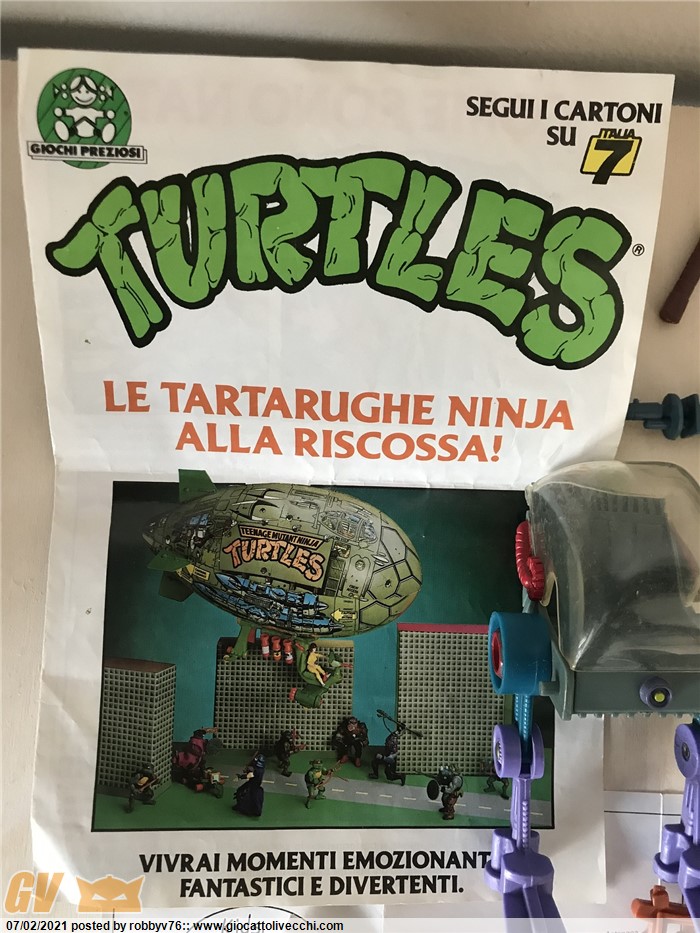 GIOCHI PREZIOSI
SEGUI I CARTONI
SU ITALIA
7
TURTLES®
LE TARTARUGHE NINJA
ALLA RISCOSSA!
TEENAGE MUTANT NINJA
TURTLES
VIVRAI MOMENTI EMOZIONANT
FANTASTICI E DIVERTENTI.
GV
07/02/2021 posted by robbyv76:: www.giocattolivecchi.com